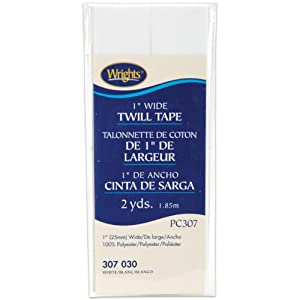 Wrights®
1" WIDE
TWILL TAPE
TALONNETTE DE COTON
DE 1" DE
LARGEUR
1" DE ANCHO
CINTA DE SARGA
2 yds. 1.85m
PC307
1" (25mm) Wide/De large/Ancho
100% Polyester/Polyester/Poliéster
307 030
WHITE/BLANC/BLANCO